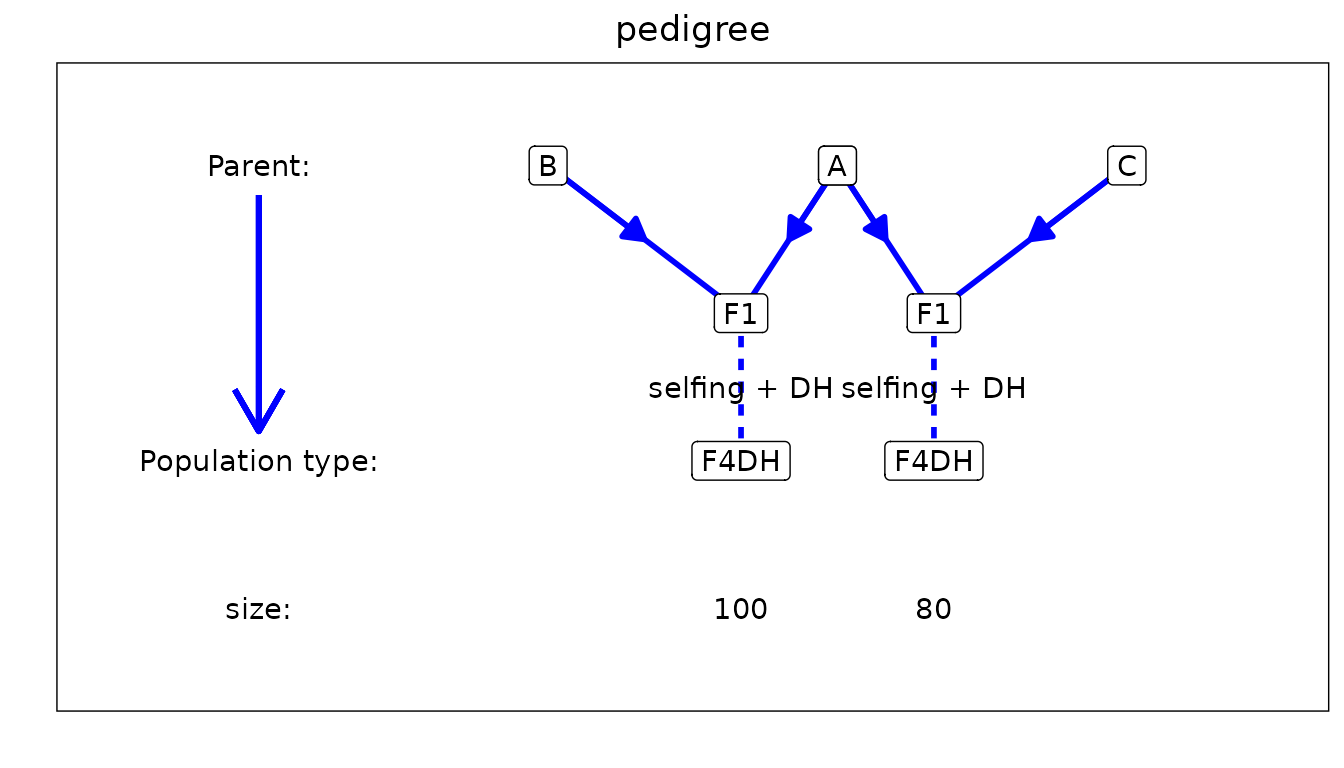 pedigree
Parent: B A C
F1 F1
selfing + DH selfing + DH
Population type: F4DH F4DH
size: 100 80